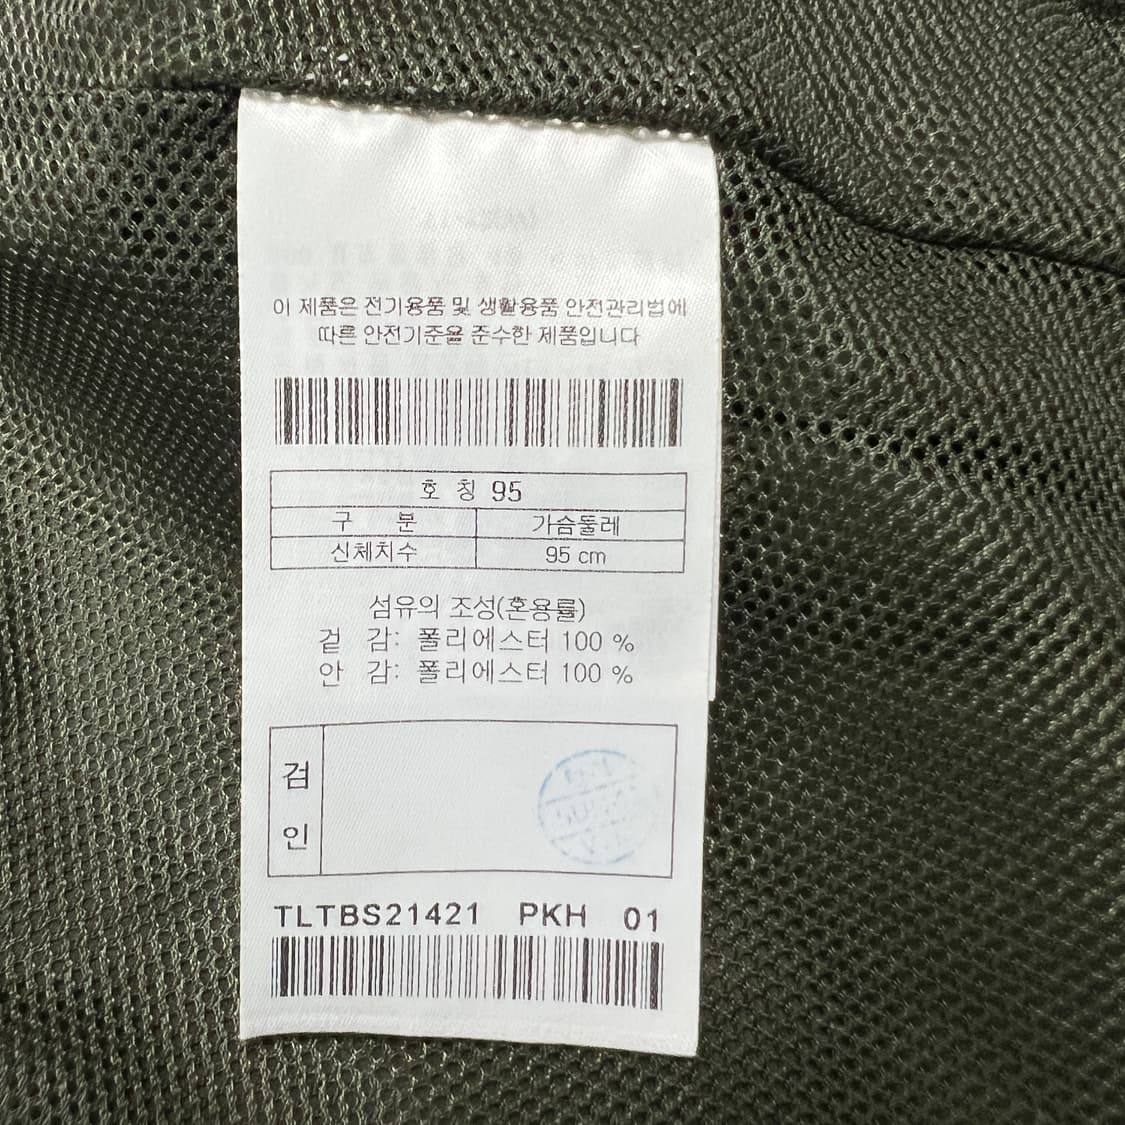 이 제품은 전기용품 및 생활용품 안전관리법에
따른 안전기준을 준수한 제품입니다
호 칭 95
구 분 가슴둘레
신체치수 95 cm
섬유의 조성(혼용률)
겉 감: 폴리에스터 100 %
안 감: 폴리에스터 100 %
검
인
TLTBS21421 PKH 01